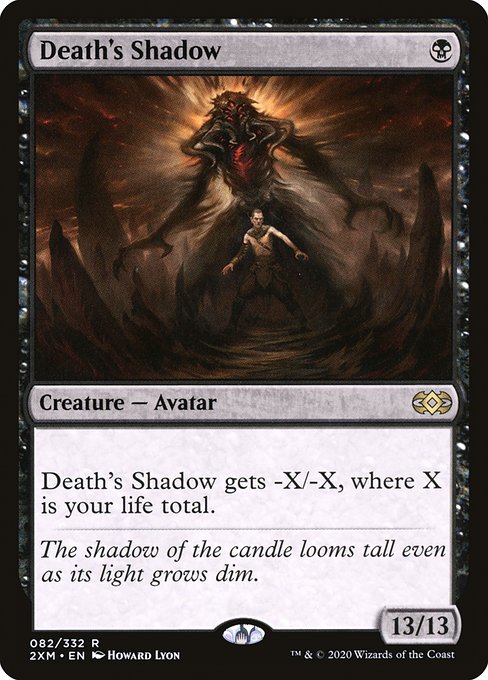 Death's Shadow
Creature — Avatar
Death's Shadow gets -X/-X, where X
is your life total.
The shadow of the candle looms tall even
as its light grows dim.
13/13
082/332 R
2XM • EN Howard Lyon
™ & © 2020 Wizards of the Coast